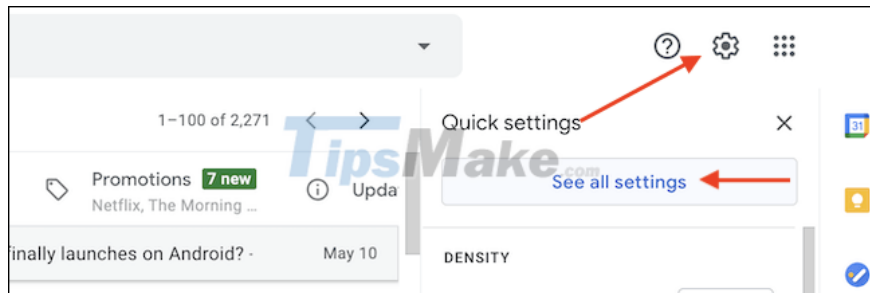 1–100 of 2,271
Quick settings
TipsMake.com
Promotions 7 new
Netflix, The Morning ...
Upda
See all settings
finally launches on Android? -
May 10
DENSITY
31